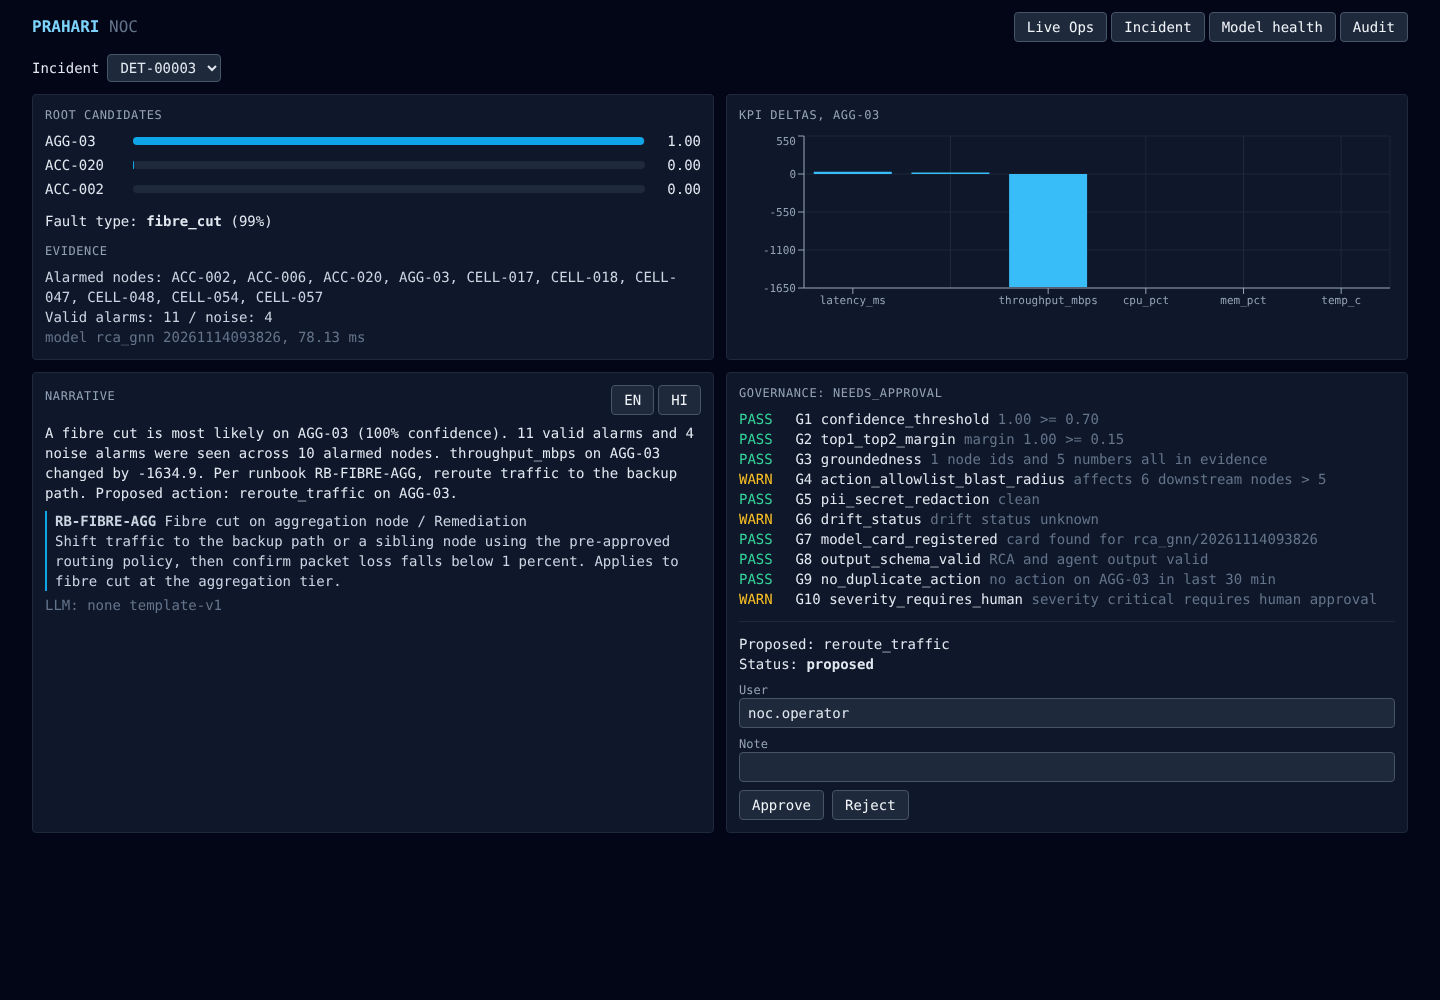 PRAHARI NOC
Live Ops
Incident
Model health
Audit
Incident
DET-00003
ROOT CANDIDATES
AGG-03 1.00
ACC-020 0.00
ACC-002 0.00
Fault type: fibre_cut (99%)
EVIDENCE
Alarmed nodes: ACC-002, ACC-006, ACC-020, AGG-03, CELL-017, CELL-018, CELL-
047, CELL-048, CELL-054, CELL-057
Valid alarms: 11 / noise: 4
model rca_gnn 20261114093826, 78.13 ms
KPI DELTAS, AGG-03
550
0
-550
-1100
-1650
latency_ms throughput_mbps cpu_pct mem_pct temp_c
NARRATIVE
EN
HI
A fibre cut is most likely on AGG-03 (100% confidence). 11 valid alarms and 4
noise alarms were seen across 10 alarmed nodes. throughput_mbps on AGG-03
changed by -1634.9. Per runbook RB-FIBRE-AGG, reroute traffic to the backup
path. Proposed action: reroute_traffic on AGG-03.
RB-FIBRE-AGG Fibre cut on aggregation node / Remediation
Shift traffic to the backup path or a sibling node using the pre-approved
routing policy, then confirm packet loss falls below 1 percent. Applies to
fibre cut at the aggregation tier.
LLM: none template-v1
GOVERNANCE: NEEDS_APPROVAL
PASS G1 confidence_threshold 1.00 >= 0.70
PASS G2 top1_top2_margin margin 1.00 >= 0.15
PASS G3 groundedness 1 node ids and 5 numbers all in evidence
WARN G4 action_allowlist_blast_radius affects 6 downstream nodes > 5
PASS G5 pii_secret_redaction clean
WARN G6 drift_status drift status unknown
PASS G7 model_card_registered card found for rca_gnn/20261114093826
PASS G8 output_schema_valid RCA and agent output valid
PASS G9 no_duplicate_action no action on AGG-03 in last 30 min
WARN G10 severity_requires_human severity critical requires human approval
Proposed: reroute_traffic
Status: proposed
User
noc.operator
Note
Approve
Reject